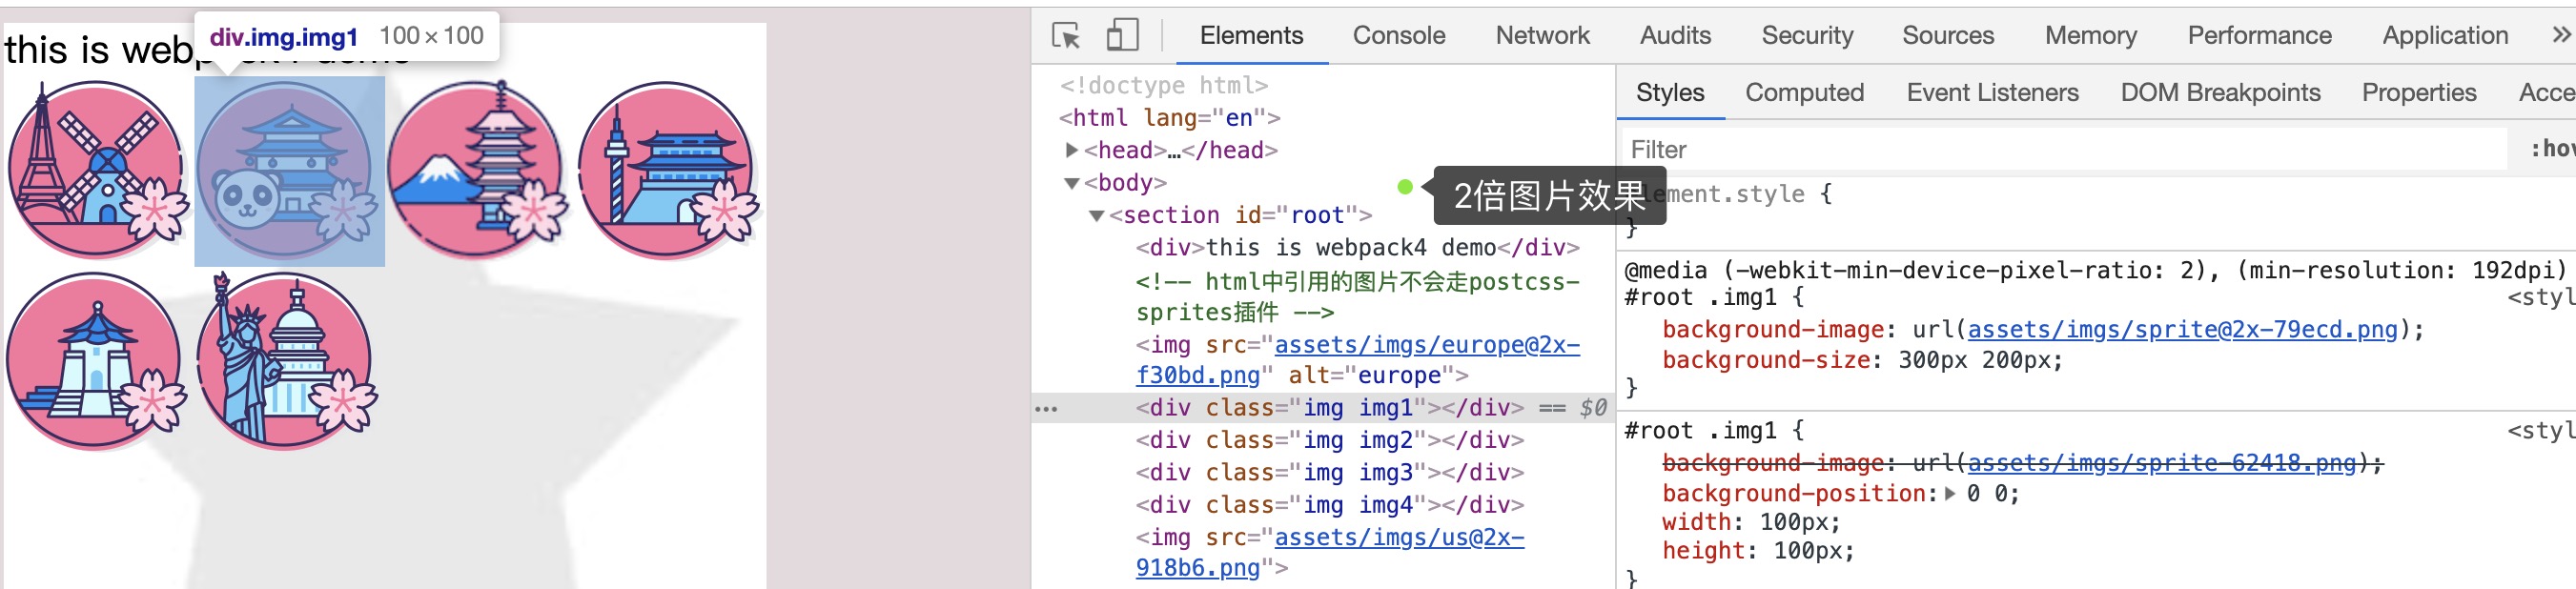 this is webpack4 demo
div.img.img1 100 × 100
Elements Console Network Audits Security Sources Memory Performance Application »
<!doctype html>
<html lang="en">
▶<head>…</head>
▼<body>
▼<section id="root">
<div>this is webpack4 demo</div>
<!-- html中引用的图片不会走postcss-
sprites插件 -->
<img src="assets/imgs/europe@2x-
f30bd.png" alt="europe">
… <div class="img img1"></div> == $0
<div class="img img2"></div>
<div class="img img3"></div>
<div class="img img4"></div>
<img src="assets/imgs/us@2x-
918b6.png">
2倍图片效果
Styles Computed Event Listeners DOM Breakpoints Properties Acce
Filter :hov
element.style {
}
@media (-webkit-min-device-pixel-ratio: 2), (min-resolution: 192dpi)
#root .img1 { <styl
background-image: url(assets/imgs/sprite@2x-79ecd.png);
background-size: 300px 200px;
}
#root .img1 { <styl
background-image: url(assets/imgs/sprite-62418.png);
background-position:▶ 0 0;
width: 100px;
height: 100px;
}